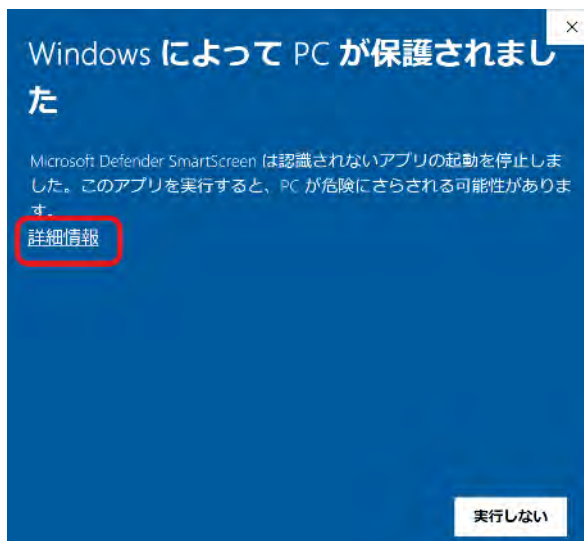 Windows によって PC が保護されまし
た
Microsoft Defender SmartScreen は認識されないアプリの起動を停止しま
した。このアプリを実行すると、PC が危険にさらされる可能性がありま
す。
詳細情報
実行しない